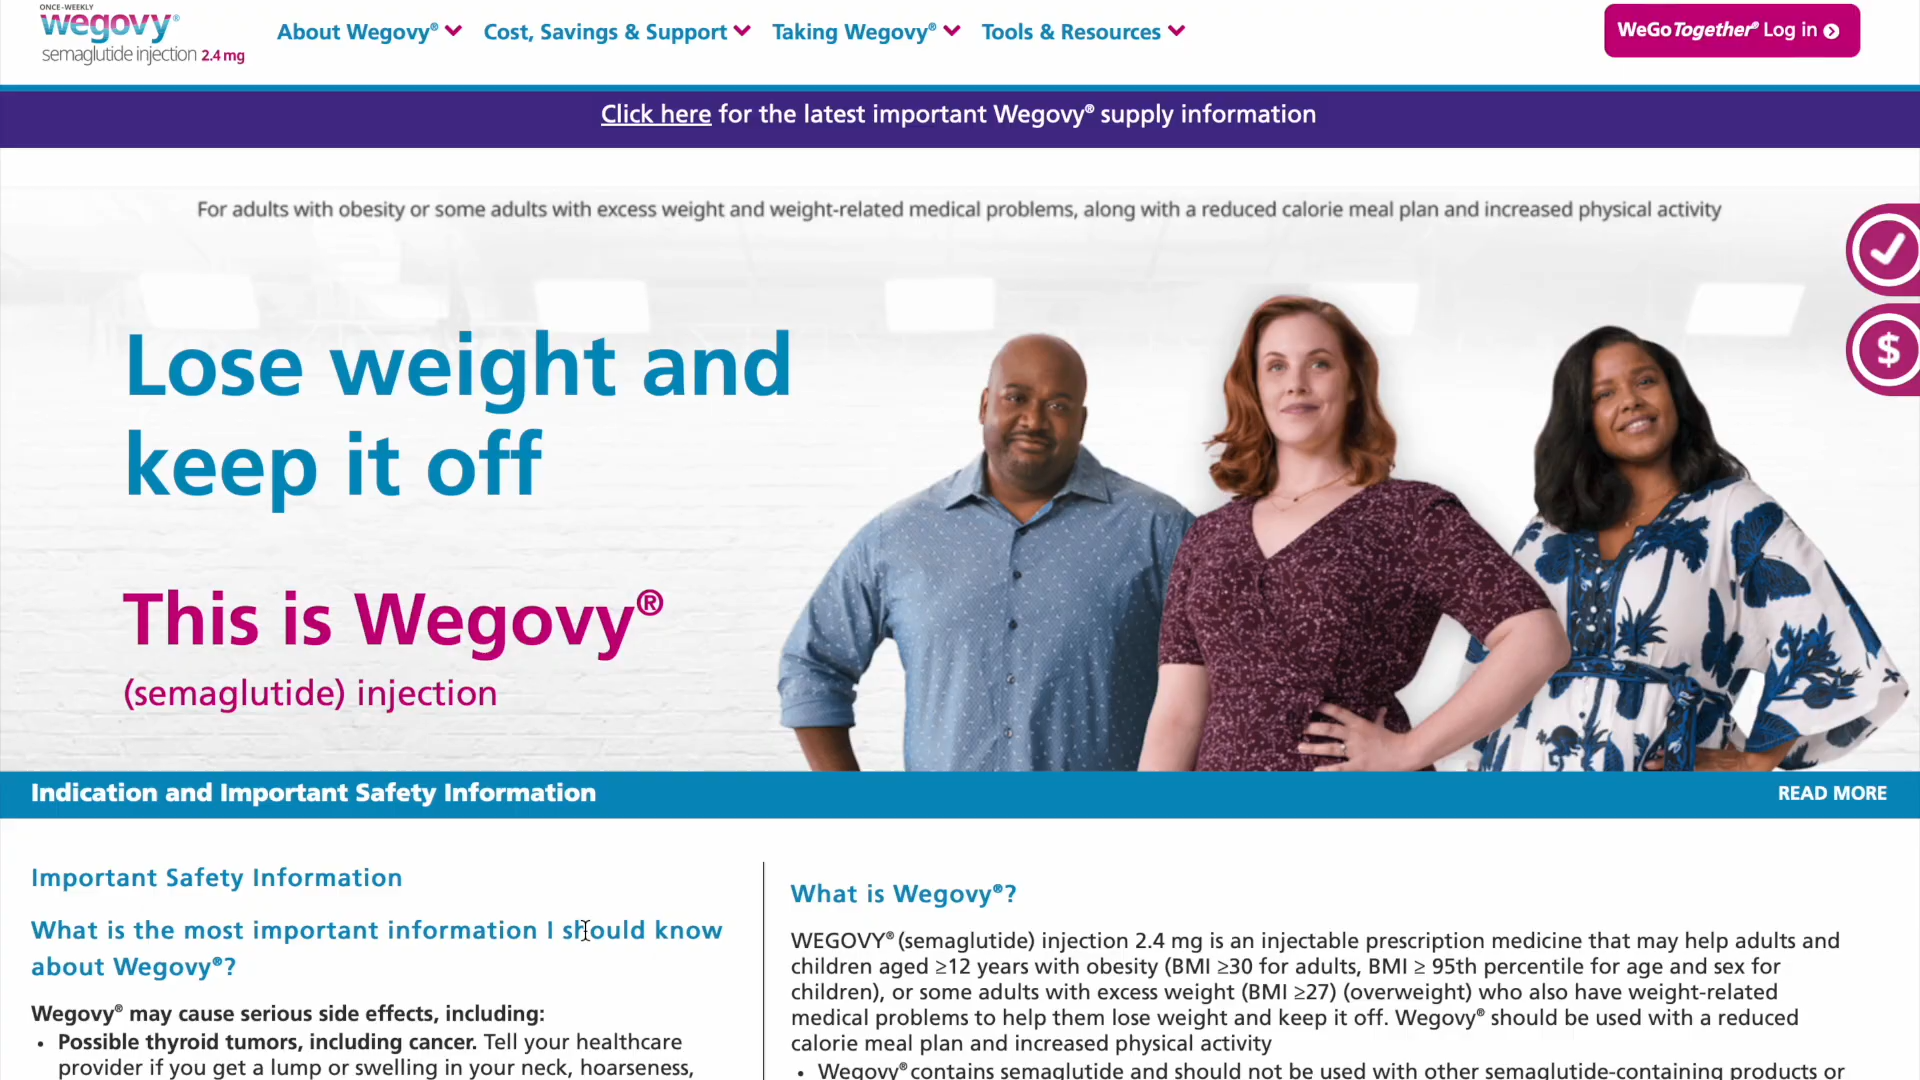 ONCE-WEEKLY
wegovy®
semaglutide injection 2.4 mg
About Wegovy®
Cost, Savings & Support
Taking Wegovy®
Tools & Resources
WeGoTogether® Log in
Click here for the latest important Wegovy® supply information
For adults with obesity or some adults with excess weight and weight-related medical problems, along with a reduced calorie meal plan and increased physical activity
$
Lose weight and
keep it off
This is Wegovy®
(semaglutide) injection
Indication and Important Safety Information
READ MORE
Important Safety Information
What is the most important information I should know
about Wegovy®?
Wegovy® may cause serious side effects, including:
• Possible thyroid tumors, including cancer. Tell your healthcare
provider if you get a lump or swelling in your neck, hoarseness,
What is Wegovy®?
WEGOVY® (semaglutide) injection 2.4 mg is an injectable prescription medicine that may help adults and
children aged ≥12 years with obesity (BMI ≥30 for adults, BMI ≥ 95th percentile for age and sex for
children), or some adults with excess weight (BMI ≥27) (overweight) who also have weight-related
medical problems to help them lose weight and keep it off. Wegovy® should be used with a reduced
calorie meal plan and increased physical activity
• Wegovy® contains semaglutide and should not be used with other semaglutide-containing products or